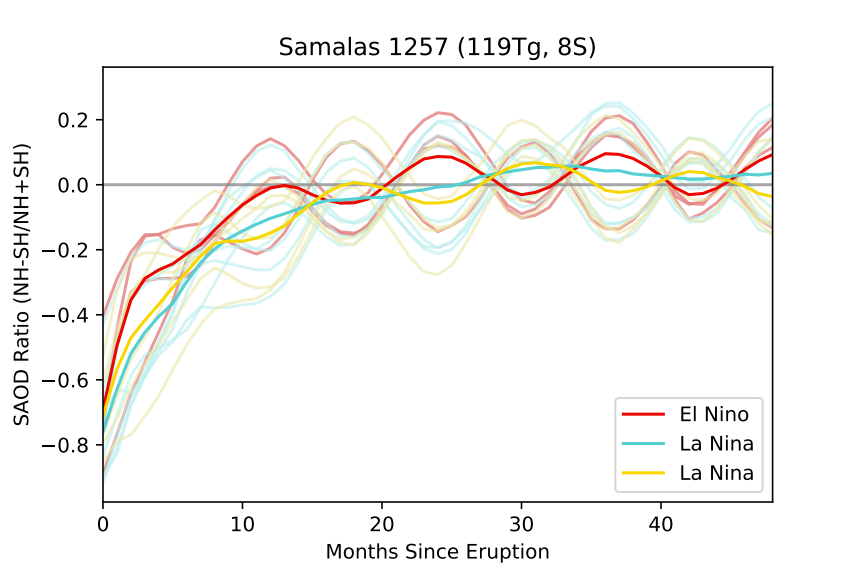 Samalas 1257 (119Tg, 8S)
SAOD Ratio (NH-SH/NH+SH)
0.2
0.0
−0.2
−0.4
−0.6
−0.8
El Nino
La Nina
La Nina
0 10 20 30 40
Months Since Eruption